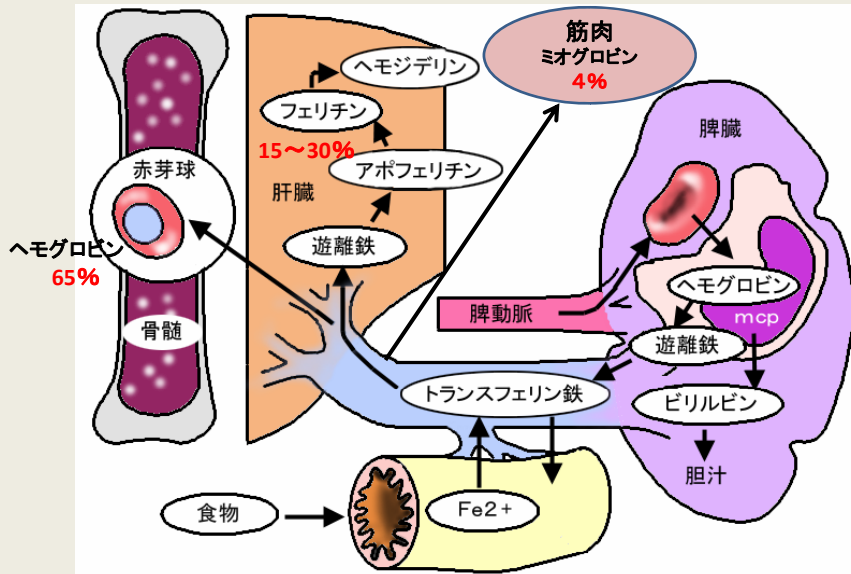 筋肉
ミオグロビン
4%
ヘモジデリン
フェリチン
15～30%
アポフェリチン
肝臓
遊離鉄
赤芽球
ヘモグロビン
65%
骨髄
脾臓
ヘモグロビン
mcp
脾動脈
遊離鉄
トランスフェリン鉄
ビリルビン
胆汁
食物
Fe2+